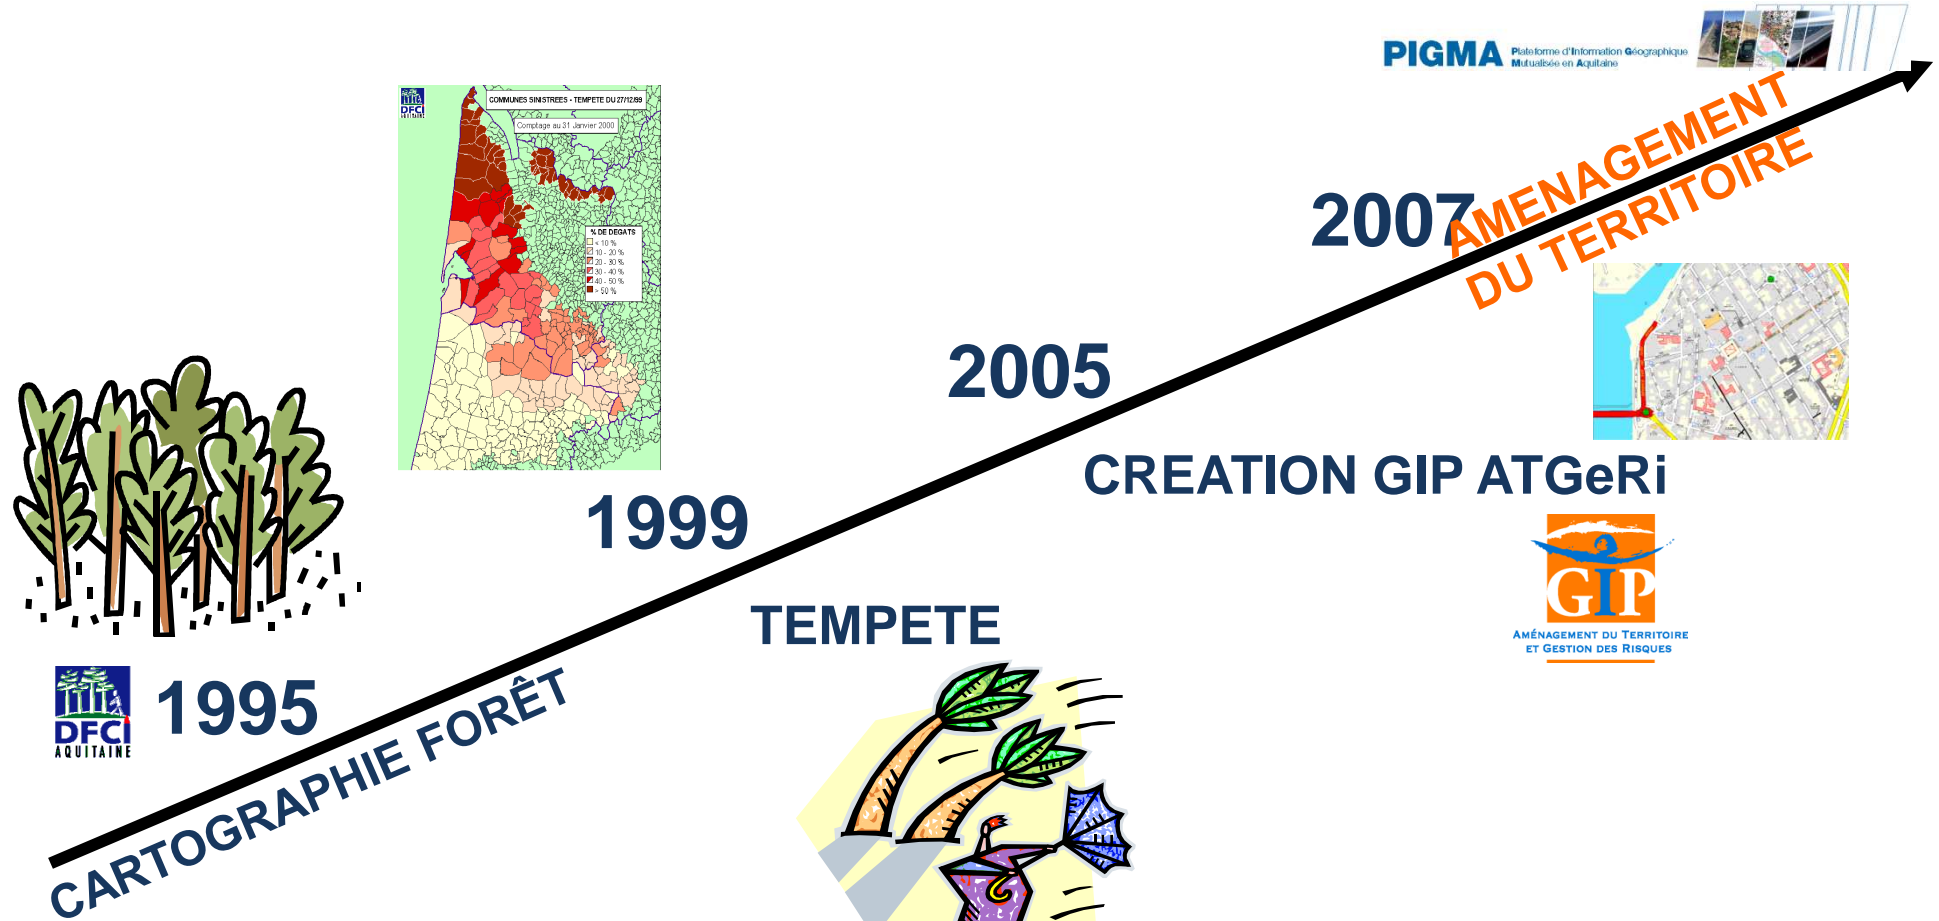 PIGMA Plateforme d'Information Géographique
Mutualisée en Aquitaine
AMENAGEMENT
DU TERRITOIRE
2007
DFCI
AQUITAINE
COMMUNES SINISTREES - TEMPETE DU 27/12/99
Comptage au 31 Janvier 2000
% DE DEGATS
< 10 %
10 - 20 %
20 - 30 %
30 - 40 %
40 - 50 %
> 50 %
2005
CREATION GIP ATGeRi
GIP
AMÉNAGEMENT DU TERRITOIRE
ET GESTION DES RISQUES
1999
TEMPETE
DFCI
AQUITAINE
1995
CARTOGRAPHIE FORÊT